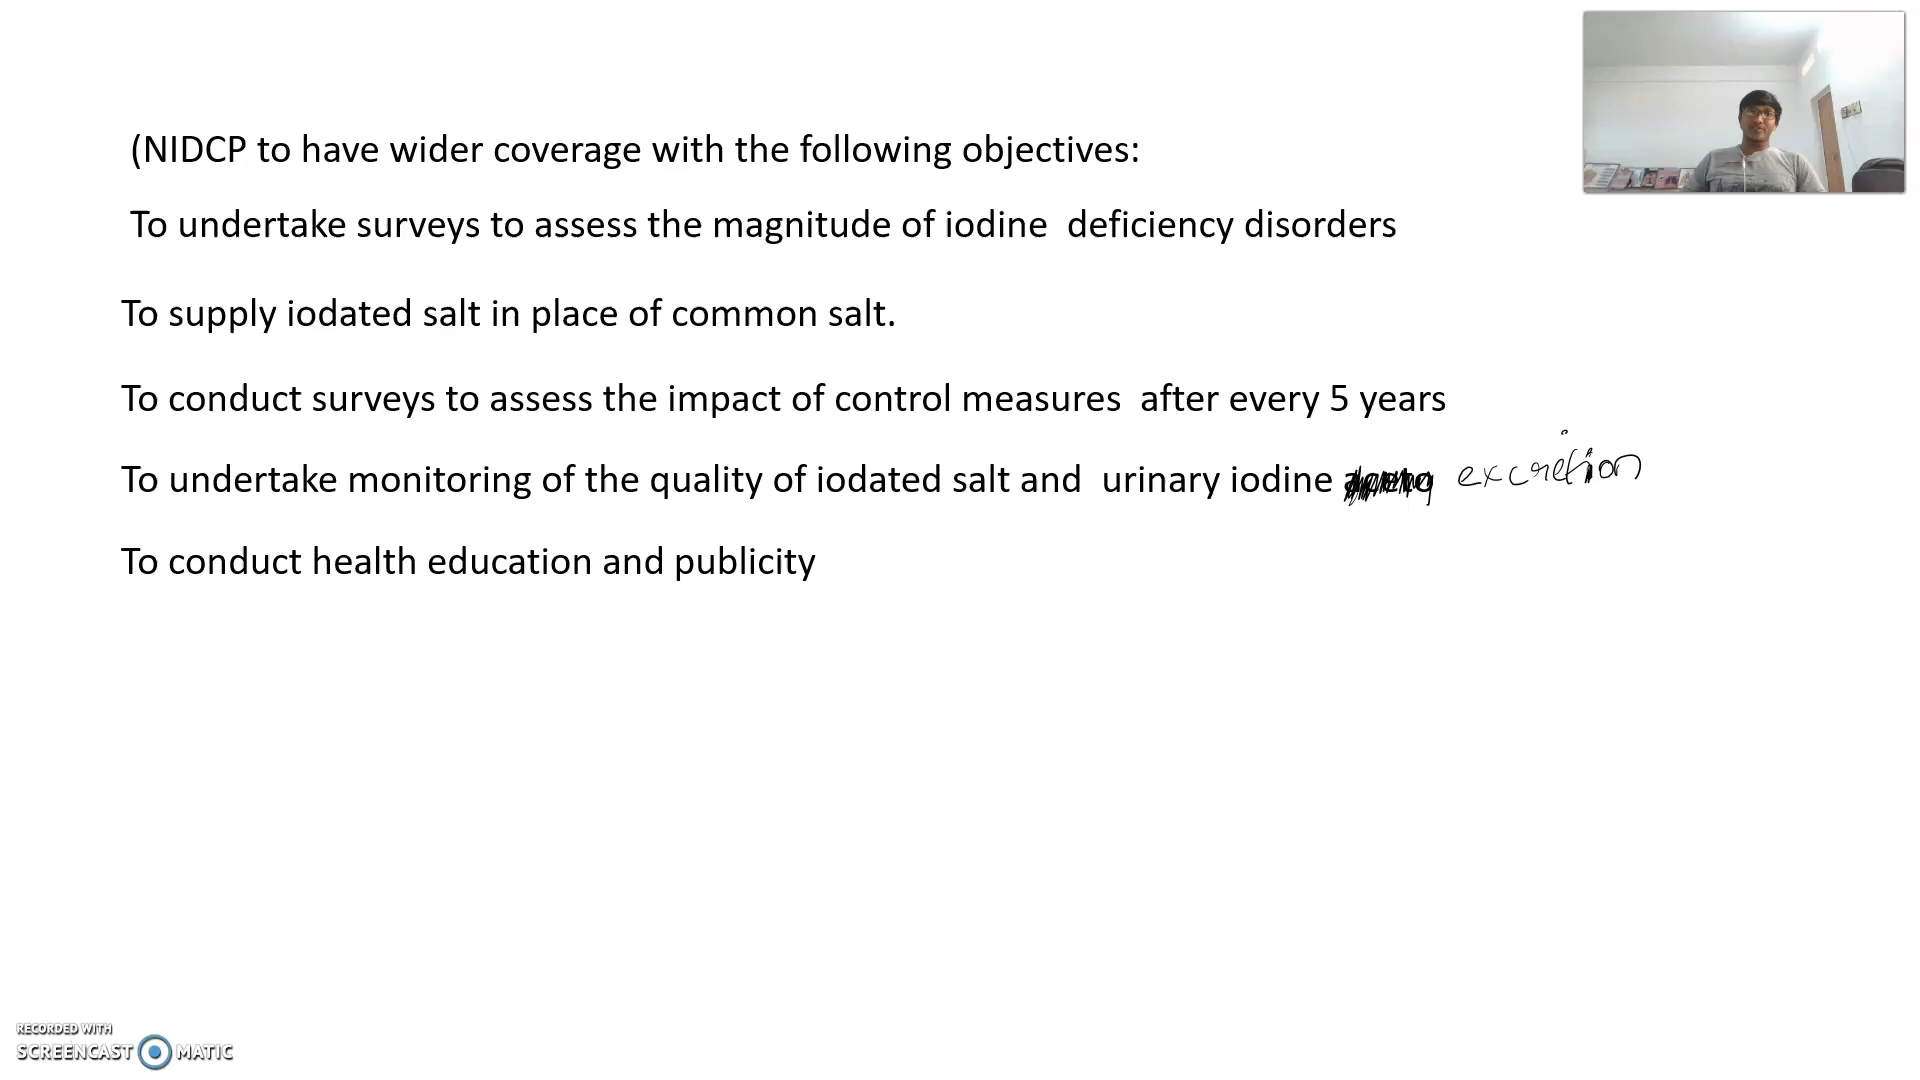 (NIDCP to have wider coverage with the following objectives:
To undertake surveys to assess the magnitude of iodine deficiency disorders
To supply iodated salt in place of common salt.
To conduct surveys to assess the impact of control measures after every 5 years
To undertake monitoring of the quality of iodated salt and urinary iodine excretion
To conduct health education and publicity
RECORDED WITH
SCREENCAST MATIC